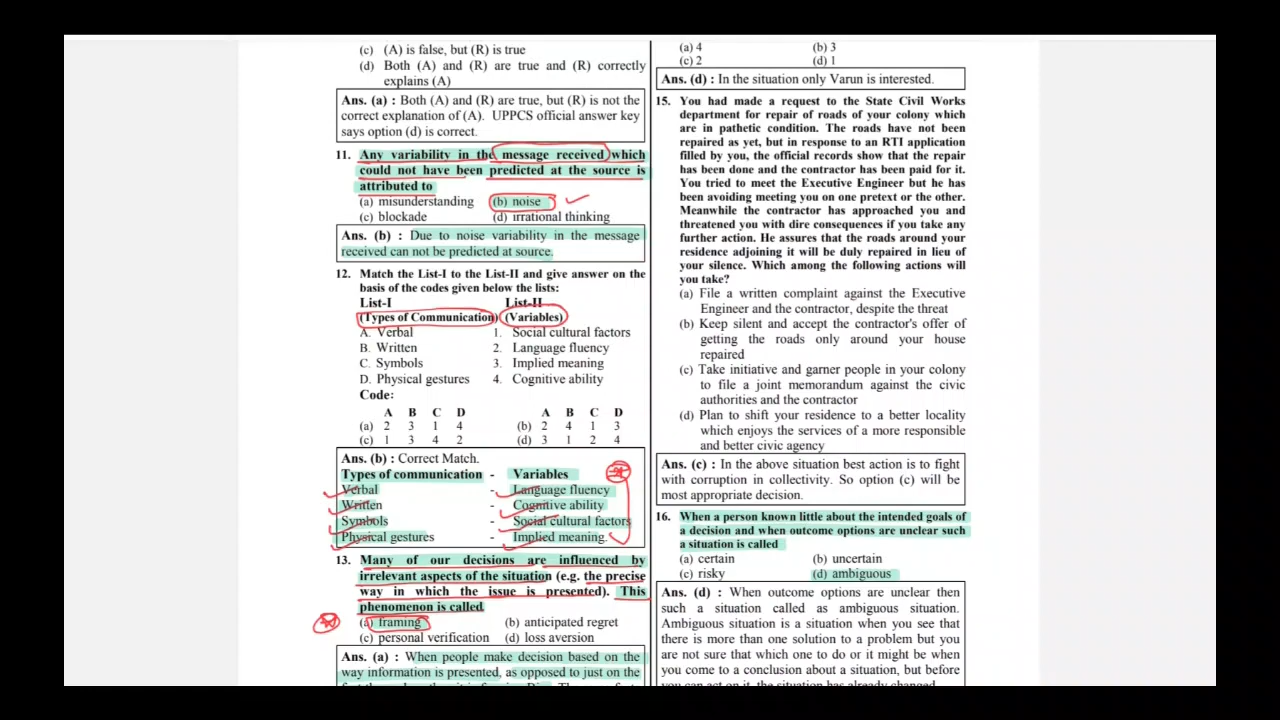 (c) (A) is false, but (R) is true
(d) Both (A) and (R) are true and (R) correctly
explains (A)
Ans. (a) : Both (A) and (R) are true, but (R) is not the
correct explanation of (A). UPPCS official answer key
says option (d) is correct.
11. Any variability in the message received which
could not have been predicted at the source is
attributed to
(a) misunderstanding (b) noise
(c) blockade (d) irrational thinking
Ans. (b) : Due to noise variability in the message
received can not be predicted at source.
12. Match the List-I to the List-II and give answer on the
basis of the codes given below the lists:
List-I List-II
(Types of Communication) (Variables)
A. Verbal 1. Social cultural factors
B. Written 2. Language fluency
C. Symbols 3. Implied meaning
D. Physical gestures 4. Cognitive ability
Code:
A B C D A B C D
(a) 2 3 1 4 (b) 2 4 1 3
(c) 1 3 4 2 (d) 3 1 2 4
Ans. (b) : Correct Match.
Types of communication - Variables
Verbal - Language fluency
Written - Cognitive ability
Symbols - Social cultural factors
Physical gestures - Implied meaning.
13. Many of our decisions are influenced by
irrelevant aspects of the situation (e.g. the precise
way in which the issue is presented). This
phenomenon is called
(a) framing (b) anticipated regret
(c) personal verification (d) loss aversion
Ans. (a) : When people make decision based on the
way information is presented, as opposed to just on the
(a) 4 (b) 3
(c) 2 (d) 1
Ans. (d) : In the situation only Varun is interested.
15. You had made a request to the State Civil Works
department for repair of roads of your colony which
are in pathetic condition. The roads have not been
repaired as yet, but in response to an RTI application
filled by you, the official records show that the repair
has been done and the contractor has been paid for it.
You tried to meet the Executive Engineer but he has
been avoiding meeting you on one pretext or the other.
Meanwhile the contractor has approached you and
threatened you with dire consequences if you take any
further action. He assures that the roads around your
residence adjoining it will be duly repaired in lieu of
your silence. Which among the following actions will
you take?
(a) File a written complaint against the Executive
Engineer and the contractor, despite the threat
(b) Keep silent and accept the contractor's offer of
getting the roads only around your house
repaired
(c) Take initiative and garner people in your colony
to file a joint memorandum against the civic
authorities and the contractor
(d) Plan to shift your residence to a better locality
which enjoys the services of a more responsible
and better civic agency
Ans. (c) : In the above situation best action is to fight
with corruption in collectivity. So option (c) will be
most appropriate decision.
16. When a person known little about the intended goals of
a decision and when outcome options are unclear such
a situation is called
(a) certain (b) uncertain
(c) risky (d) ambiguous
Ans. (d) : When outcome options are unclear then
such a situation called as ambiguous situation.
Ambiguous situation is a situation when you see that
there is more than one solution to a problem but you
are not sure that which one to do or it might be when
you come to a conclusion about a situation, but before
you can act on it, the situation has already changed